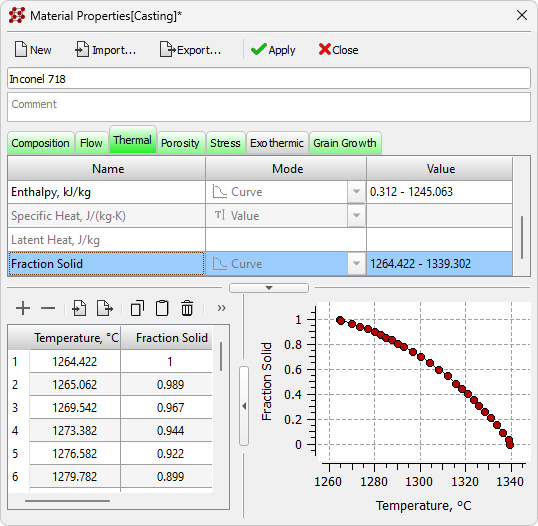 Material Properties[Casting]*
New Import... Export... Apply Close
Inconel 718
Comment
Composition Flow Thermal Porosity Stress Exothermic Grain Growth
Name Mode Value
Enthalpy, kJ/kg Curve 0.312 - 1245.063
Specific Heat, J/(kg·K) Value
Latent Heat, J/kg
Fraction Solid Curve 1264.422 - 1339.302
Temperature, °C Fraction Solid
1 1264.422 1
2 1265.062 0.989
3 1269.542 0.967
4 1273.382 0.944
5 1276.582 0.922
6 1279.782 0.899
Fraction Solid
1
0.8
0.6
0.4
0.2
0
1260 1280 1300 1320 1340
Temperature, °C